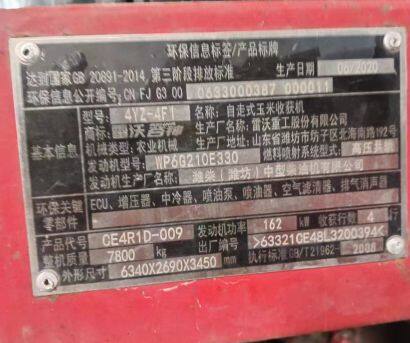 环保信息标签/产品标牌
达到国家GB 20891-2014,第三阶段排放标准 生产日期 06/2020
环保信息公开编号:CN FJ G3 00 0633000387 000011
基本信息 型号: 4YZ-4F1 名称: 自走式玉米收获机
商标: 生产厂名称: 雷沃重工股份有限公司
机械类型: 农业机械 生产厂地址: 山东省潍坊市坊子区北海南路192号
发动机型号: WP6G210E330 燃料喷射系统型式: 高压共轨
发动机生产厂: 潍柴(潍坊)中型柴油机有限公司
环保关键零部件 ECU、增压器、中冷器、喷油泵、喷油器、空气滤清器、排气消声器
产品代号 CE4R1D-009 发动机功率 162 kW 收获行数 4 行
整机质量 7800 kg 出厂编号 >63321CE48L3200394<
外形尺寸 6340X2690X3450 mm 执行标准 GB/T21962-2008